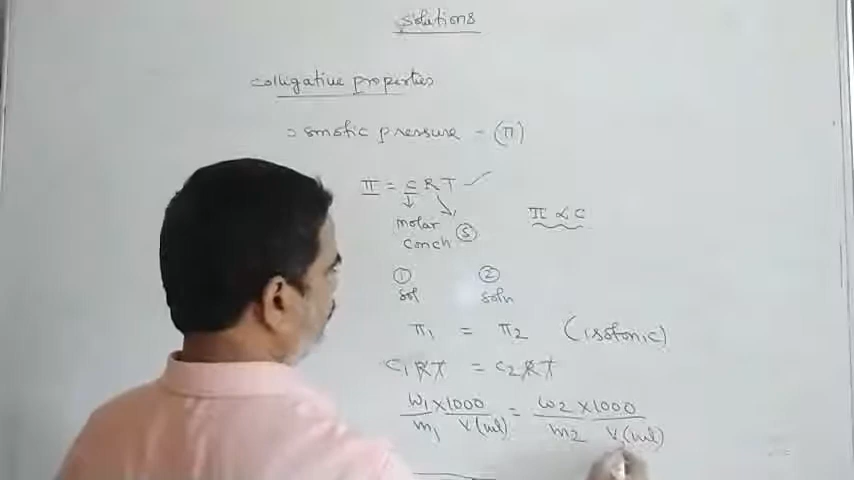 solutions
colligative properties
osmotic pressure - (π)
π = c R T
molar
conc h (S)
π ∝ c
① ②
sol soln
π₁ = π₂ (isotonic)
c₁RT = c₂RT
w₁/m₁ × 1000/V(ml) = w₂/m₂ × 1000/V(ml)